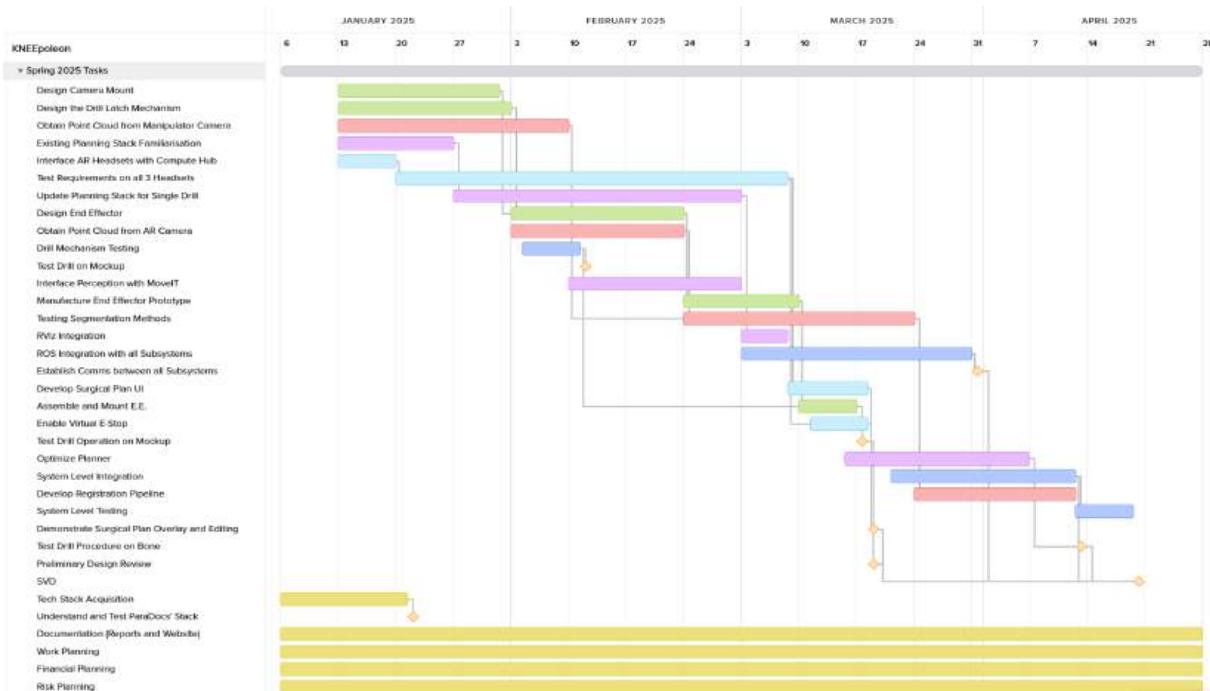 JANUARY 2025 FEBRUARY 2025 MARCH 2025 APRIL 2025
KNEEpoleon 6 13 20 27 3 10 17 24 3 10 17 24 31 7 14 21 28
Spring 2025 Tasks
Design Camera Mount
Design the Drill Latch Mechanism
Obtain Point Cloud from Manipulator Camera
Existing Planning Stack Familiarisation
Interface AR Headsets with Compute Hub
Test Requirements on all 3 Headsets
Update Planning Stack for Single Drill
Design End Effector
Obtain Point Cloud from AR Camera
Drill Mechanism Testing
Test Drill on Mockup
Interface Perception with MoveIT
Manufacture End Effector Prototype
Testing Segmentation Methods
RViz Integration
ROS Integration with all Subsystems
Establish Comms between all Subsystems
Develop Surgical Plan UI
Assemble and Mount E.E.
Enable Virtual E-Stop
Test Drill Operation on Mockup
Optimize Planner
System Level Integration
Develop Registration Pipeline
System Level Testing
Demonstrate Surgical Plan Overlay and Editing
Test Drill Procedure on Bone
Preliminary Design Review
SVD
Tech Stack Acquisition
Understand and Test ParaDocs' Stack
Documentation (Reports and Website)
Work Planning
Financial Planning
Risk Planning